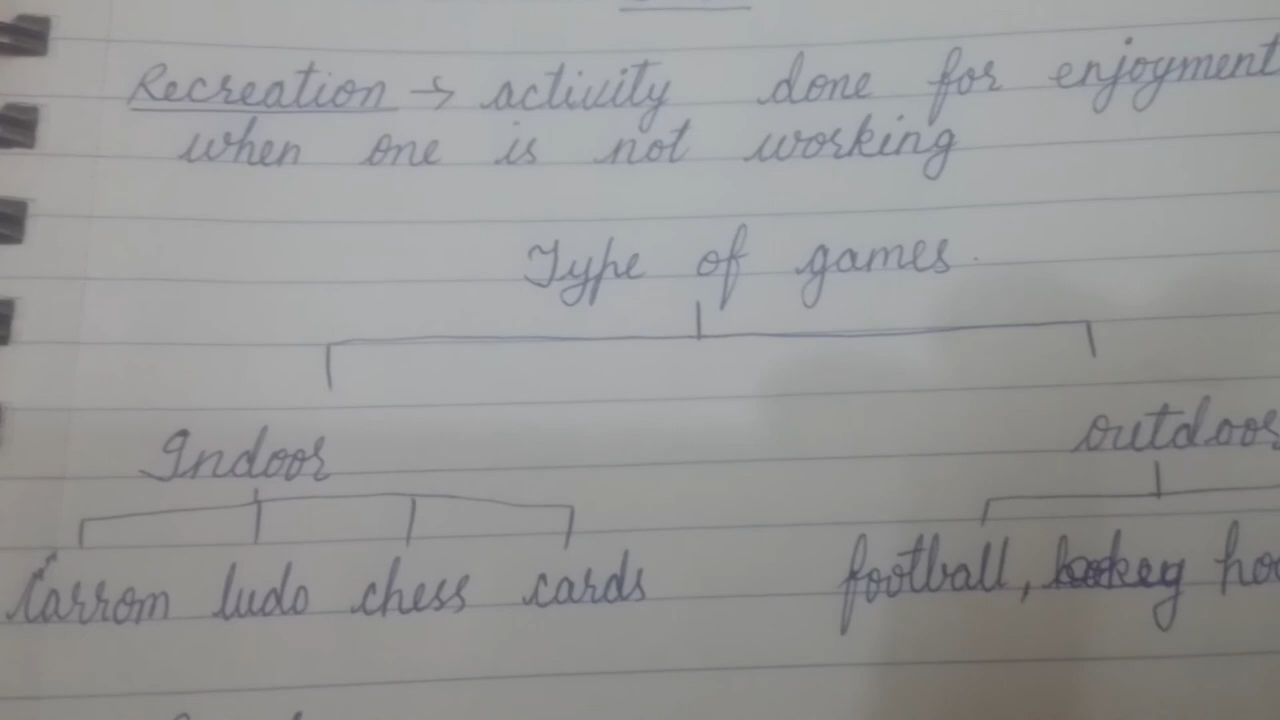 Recreation → activity done for enjoyment
when one is not working
Type of games
Indoor outdoor
Carrom ludo chess cards football,